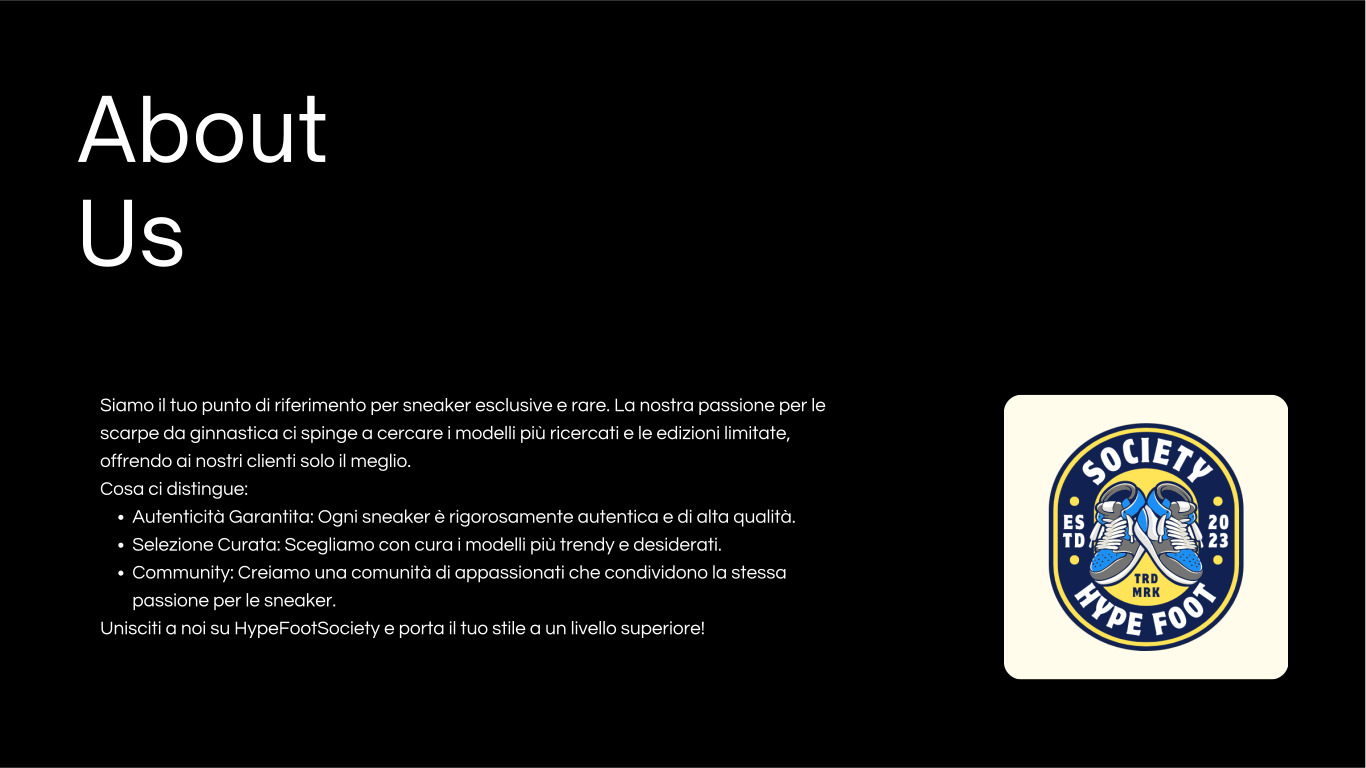 About
Us
Siamo il tuo punto di riferimento per sneaker esclusive e rare. La nostra passione per le
scarpe da ginnastica ci spinge a cercare i modelli più ricercati e le edizioni limitate,
offrendo ai nostri clienti solo il meglio.
Cosa ci distingue:
• Autenticità Garantita: Ogni sneaker è rigorosamente autentica e di alta qualità.
• Selezione Curata: Scegliamo con cura i modelli più trendy e desiderati.
• Community: Creiamo una comunità di appassionati che condividono la stessa
passione per le sneaker.
Unisciti a noi su HypeFootSociety e porta il tuo stile a un livello superiore!
SOCIETY
ES
TD
20
23
TRD
MRK
HYPE FOOT